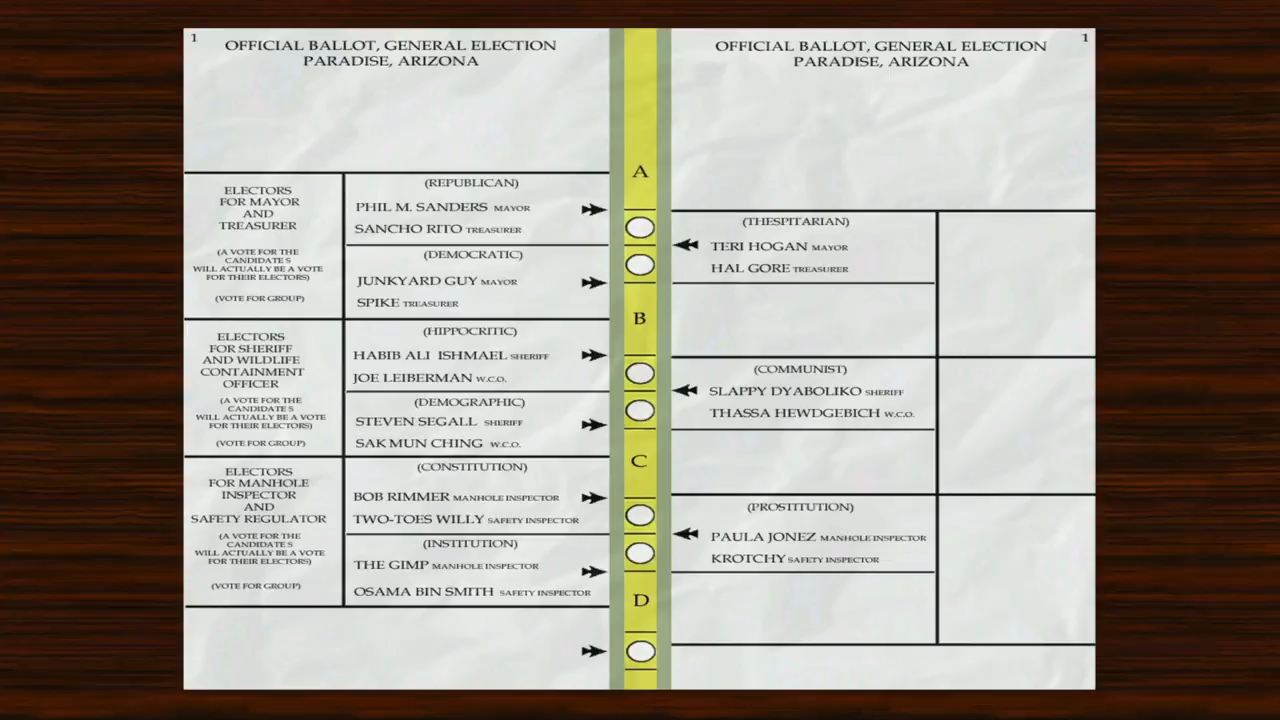 1
OFFICIAL BALLOT, GENERAL ELECTION
PARADISE, ARIZONA
ELECTORS
FOR MAYOR
AND
TREASURER
(A VOTE FOR THE
CANDIDATE S
WILL ACTUALLY BE A VOTE
FOR THEIR ELECTORS)
(VOTE FOR GROUP)
(REPUBLICAN)
PHIL M. SANDERS MAYOR
SANCHO RITO TREASURER
(DEMOCRATIC)
JUNKYARD GUY MAYOR
SPIKE TREASURER
ELECTORS
FOR SHERIFF
AND WILDLIFE
CONTAINMENT
OFFICER
(A VOTE FOR THE
CANDIDATE S
WILL ACTUALLY BE A VOTE
FOR THEIR ELECTORS)
(VOTE FOR GROUP)
(HIPPOCRITIC)
HABIB ALI ISHMAEL SHERIFF
JOE LEIBERMAN W.C.O.
(DEMOGRAPHIC)
STEVEN SEGALL SHERIFF
SAK MUN CHING W.C.O.
ELECTORS
FOR MANHOLE
INSPECTOR
AND
SAFETY REGULATOR
(A VOTE FOR THE
CANDIDATE S
WILL ACTUALLY BE A VOTE
FOR THEIR ELECTORS)
(VOTE FOR GROUP)
(CONSTITUTION)
BOB RIMMER MANHOLE INSPECTOR
TWO-TOES WILLY SAFETY INSPECTOR
(INSTITUTION)
THE GIMP MANHOLE INSPECTOR
OSAMA BIN SMITH SAFETY INSPECTOR
A
B
C
D
1
OFFICIAL BALLOT, GENERAL ELECTION
PARADISE, ARIZONA
(THESPITARIAN)
TERI HOGAN MAYOR
HAL GORE TREASURER
(COMMUNIST)
SLAPPY DYABOLIKO SHERIFF
THASSA HEWDGEBICH W.C.O.
(PROSTITUTION)
PAULA JONEZ MANHOLE INSPECTOR
KROTCHY SAFETY INSPECTOR